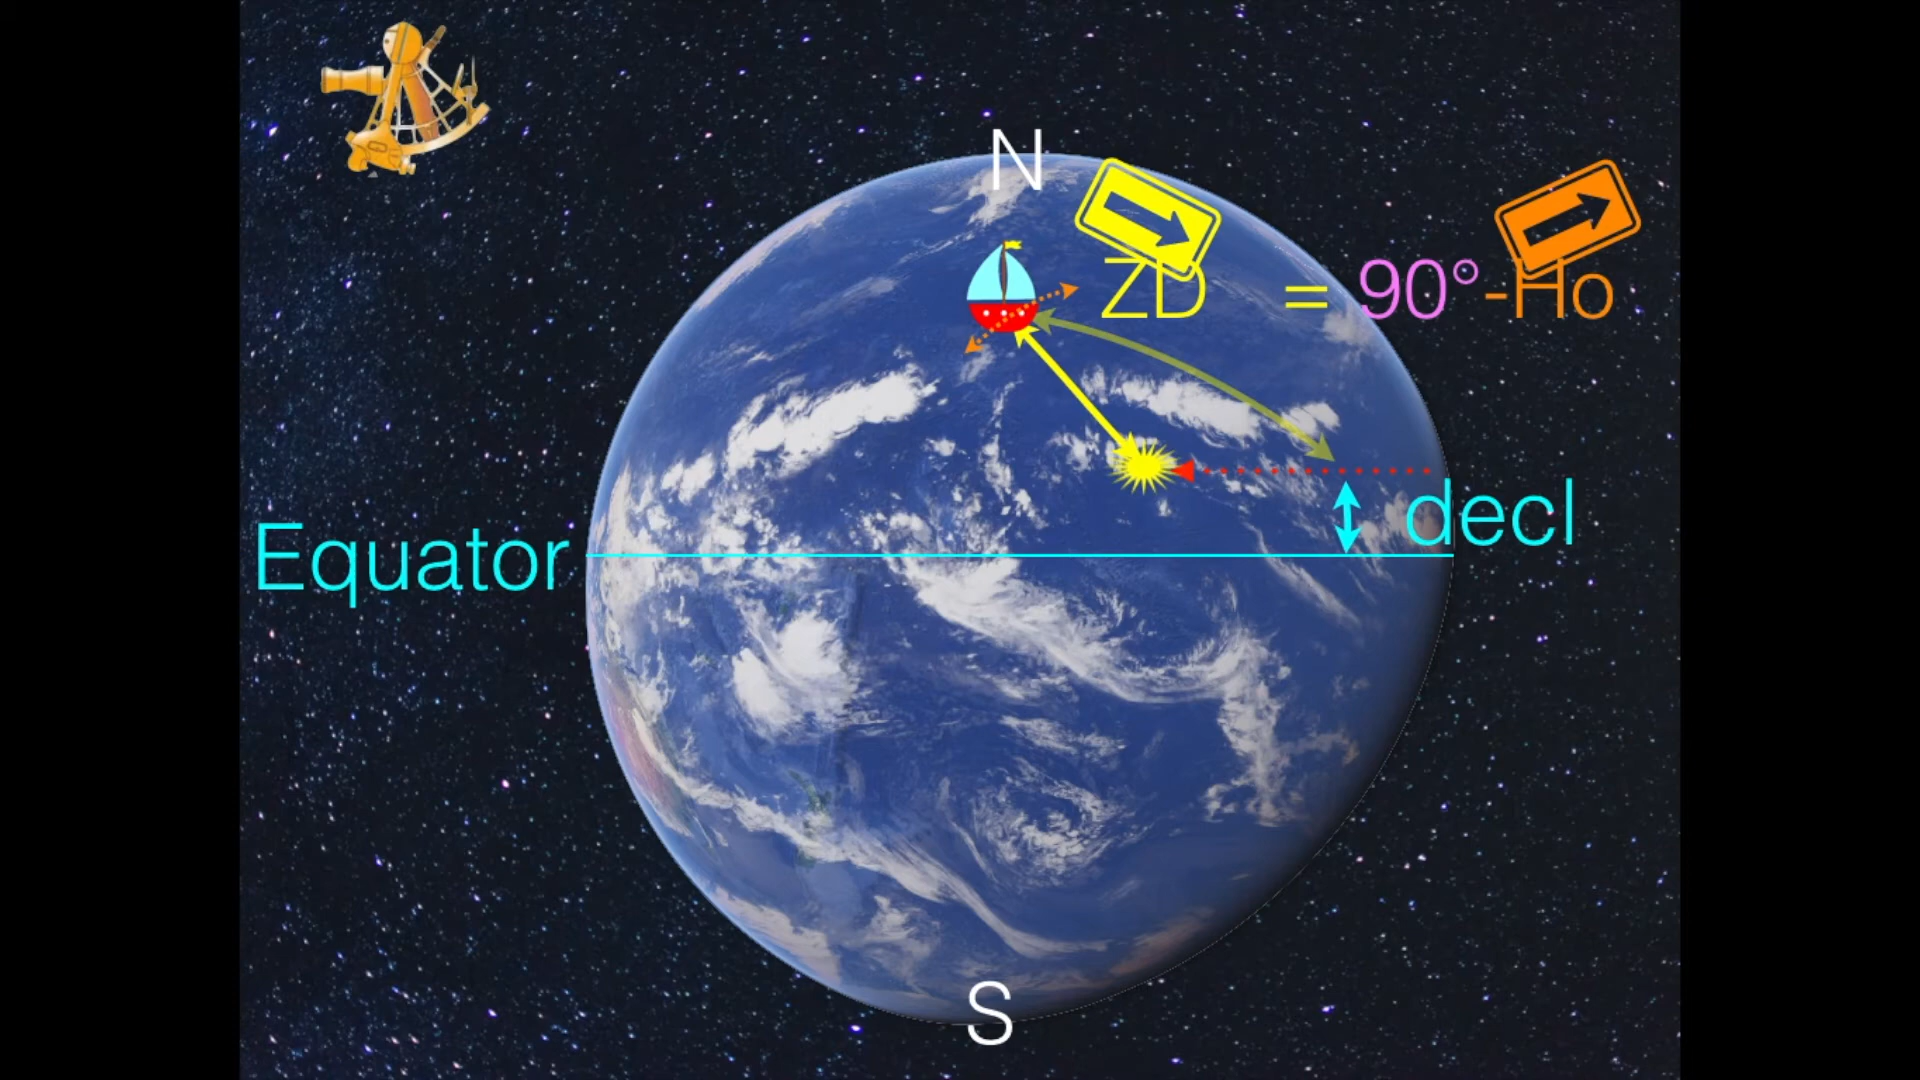 N
ZD = 90°-Ho
decl
Equator
S